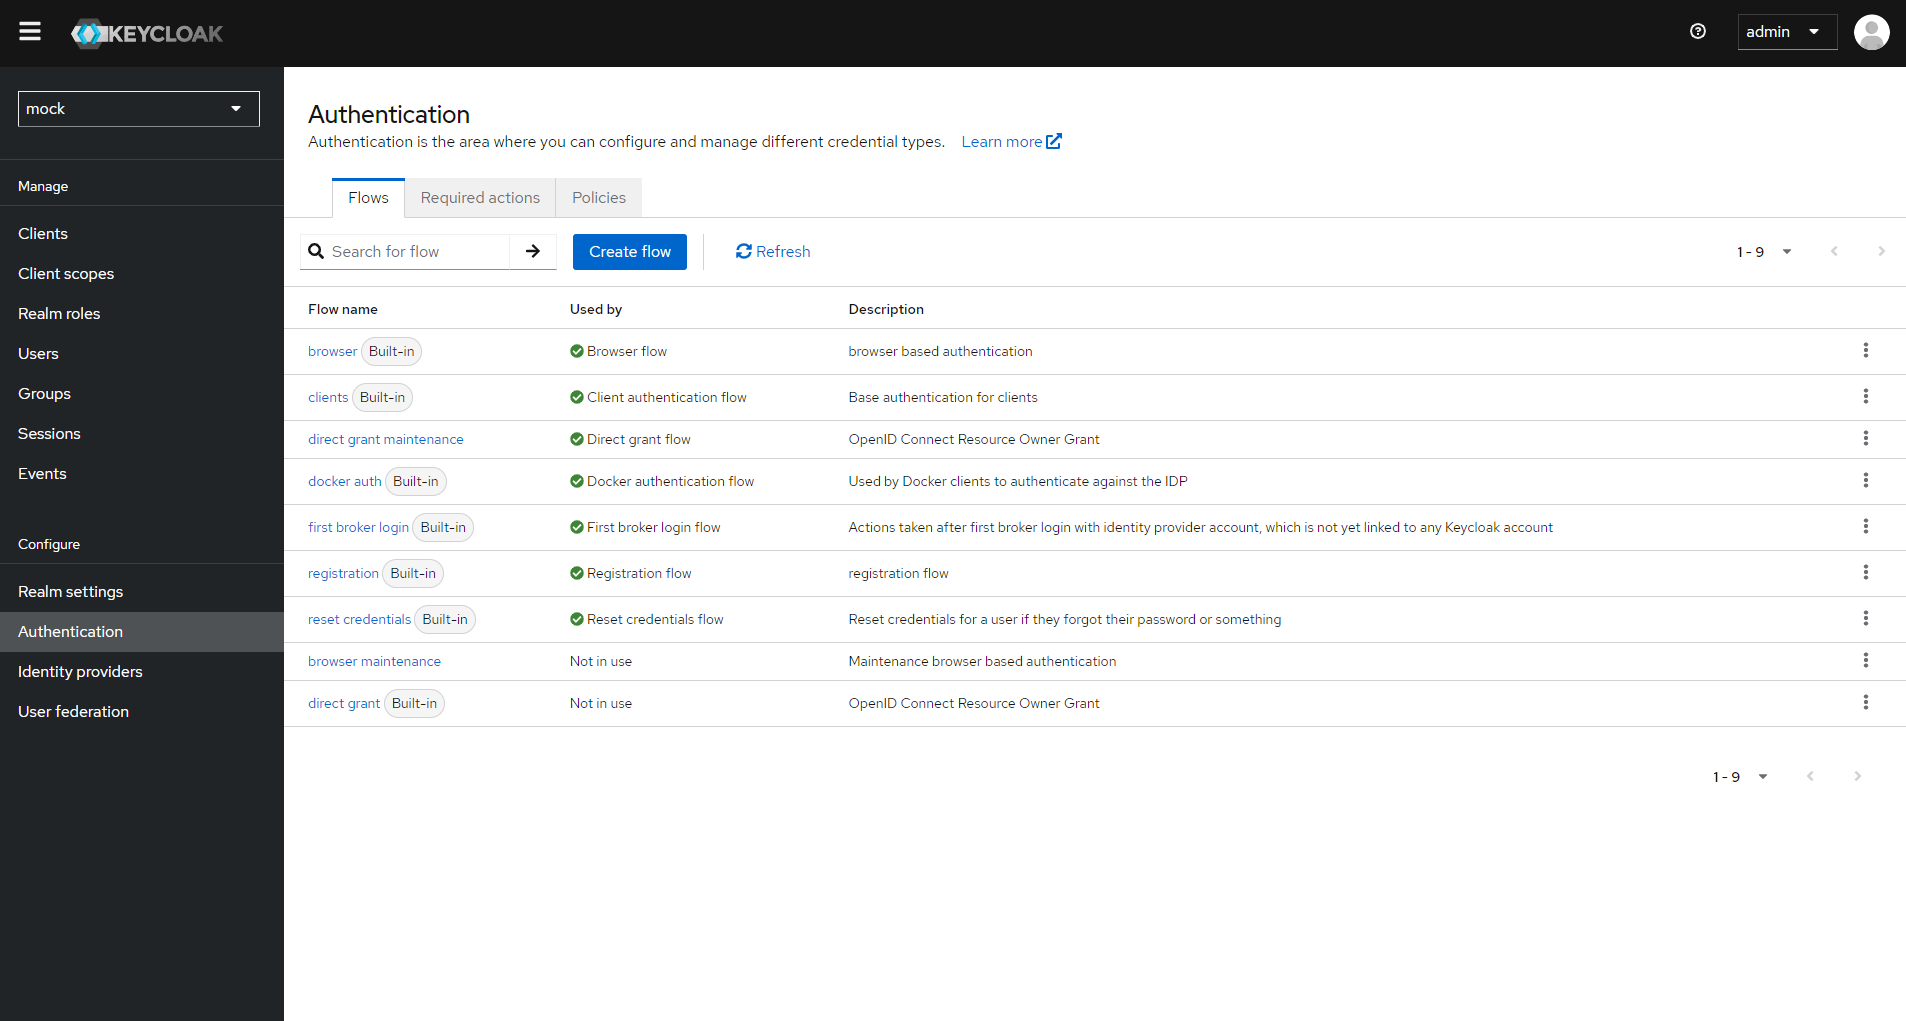 KEYCLOAK
admin
mock
Manage
Clients
Client scopes
Realm roles
Users
Groups
Sessions
Events
Configure
Realm settings
Authentication
Identity providers
User federation
Authentication
Authentication is the area where you can configure and manage different credential types. Learn more
Flows Required actions Policies
Search for flow Create flow Refresh 1 - 9
Flow name Used by Description
browser Built-in Browser flow browser based authentication
clients Built-in Client authentication flow Base authentication for clients
direct grant maintenance Direct grant flow OpenID Connect Resource Owner Grant
docker auth Built-in Docker authentication flow Used by Docker clients to authenticate against the IDP
first broker login Built-in First broker login flow Actions taken after first broker login with identity provider account, which is not yet linked to any Keycloak account
registration Built-in Registration flow registration flow
reset credentials Built-in Reset credentials flow Reset credentials for a user if they forgot their password or something
browser maintenance Not in use Maintenance browser based authentication
direct grant Built-in Not in use OpenID Connect Resource Owner Grant
1 - 9